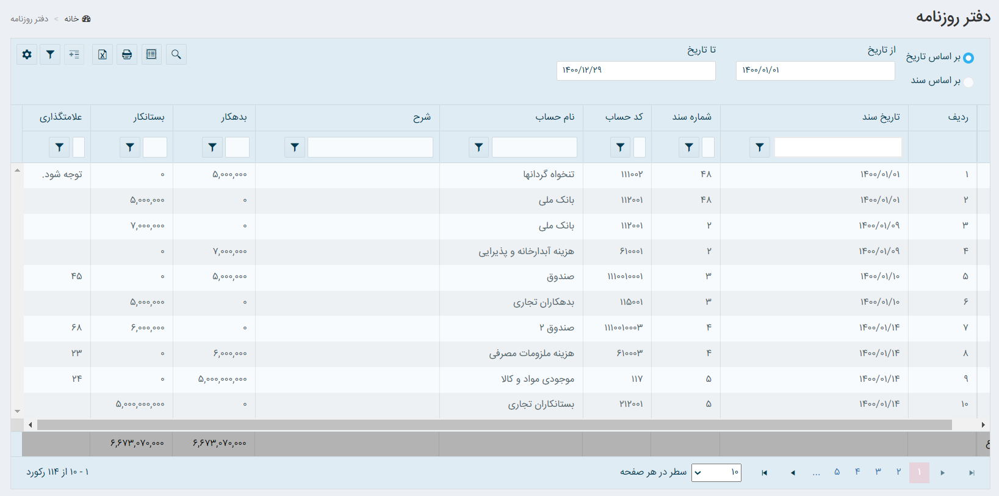 دفتر روزنامه
خانه > دفتر روزنامه
بر اساس تاریخ
بر اساس سند
از تاریخ
۱۴۰۰/۰۱/۰۱
تا تاریخ
۱۴۰۰/۱۲/۲۹
ردیف تاریخ سند شماره سند کد حساب نام حساب شرح بدهکار بستانکار علامتگذاری
۱ ۱۴۰۰/۰۱/۰۱ ۴۸ ۱۱۱۰۰۲ تنخواه گردانها ۵,۰۰۰,۰۰۰ ۰ توجه شود.
۲ ۱۴۰۰/۰۱/۰۱ ۴۸ ۱۱۲۰۰۱ بانک ملی ۰ ۵,۰۰۰,۰۰۰
۳ ۱۴۰۰/۰۱/۰۹ ۲ ۱۱۲۰۰۱ بانک ملی ۰ ۷,۰۰۰,۰۰۰
۴ ۱۴۰۰/۰۱/۰۹ ۲ ۶۱۰۰۰۱ هزینه آبدارخانه و پذیرایی ۷,۰۰۰,۰۰۰ ۰
۵ ۱۴۰۰/۰۱/۱۰ ۳ ۱۱۱۰۰۱۰۰۰۱ صندوق ۵,۰۰۰,۰۰۰ ۰ ۴۵
۶ ۱۴۰۰/۰۱/۱۰ ۳ ۱۱۵۰۰۱ بدهکاران تجاری ۰ ۵,۰۰۰,۰۰۰
۷ ۱۴۰۰/۰۱/۱۴ ۴ ۱۱۱۰۰۱۰۰۰۳ صندوق ۲ ۰ ۶,۰۰۰,۰۰۰ ۶۸
۸ ۱۴۰۰/۰۱/۱۴ ۴ ۶۱۰۰۰۳ هزینه ملزومات مصرفی ۶,۰۰۰,۰۰۰ ۰ ۲۳
۹ ۱۴۰۰/۰۱/۱۴ ۵ ۱۱۷ موجودی مواد و کالا ۵,۰۰۰,۰۰۰,۰۰۰ ۰ ۲۴
۱۰ ۱۴۰۰/۰۱/۱۴ ۵ ۲۱۲۰۰۱ بستانکاران تجاری ۰ ۵,۰۰۰,۰۰۰,۰۰۰
۶,۶۷۳,۰۷۰,۰۰۰ ۶,۶۷۳,۰۷۰,۰۰۰
۱ ۲ ۳ ۴ ۵ ... ۱۰ سطر در هر صفحه
۱ - ۱۰ از ۱۱۴ رکورد